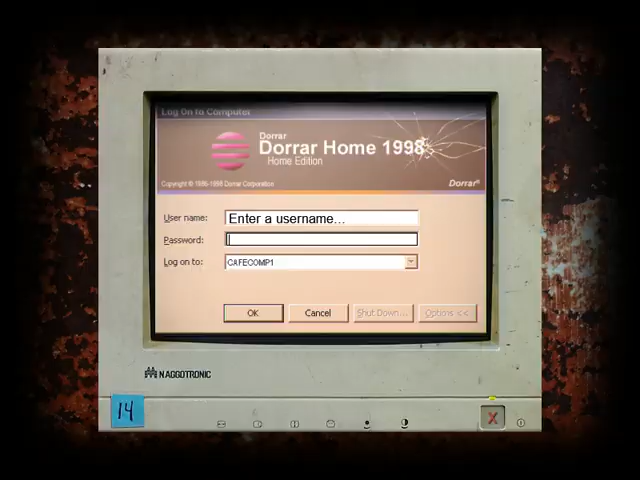 Log On to Computer
Dorrar
Dorrar Home 1998
Home Edition
Copyright © 1996-1998 Dorrar Corporation
Dorrar®
User name: Enter a username...
Password:
Log on to: CAFECOMP1
OK Cancel Shut Down... Options <<
NAGGOTRONIC
14
X